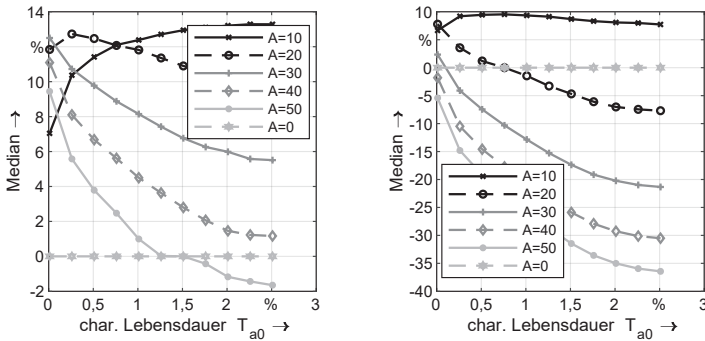 14
%
12
10
8
6
4
2
0
-2
Median →
0 0,5 1 1,5 2 % 3
char. Lebensdauer T_a0 →
A=10
A=20
A=30
A=40
A=50
A=0
10
%
5
0
-5
-10
-15
-20
-25
-30
-35
-40
Median →
0 0,5 1 1,5 2 % 3
char. Lebensdauer T_a0 →
A=10
A=20
A=30
A=40
A=50
A=0